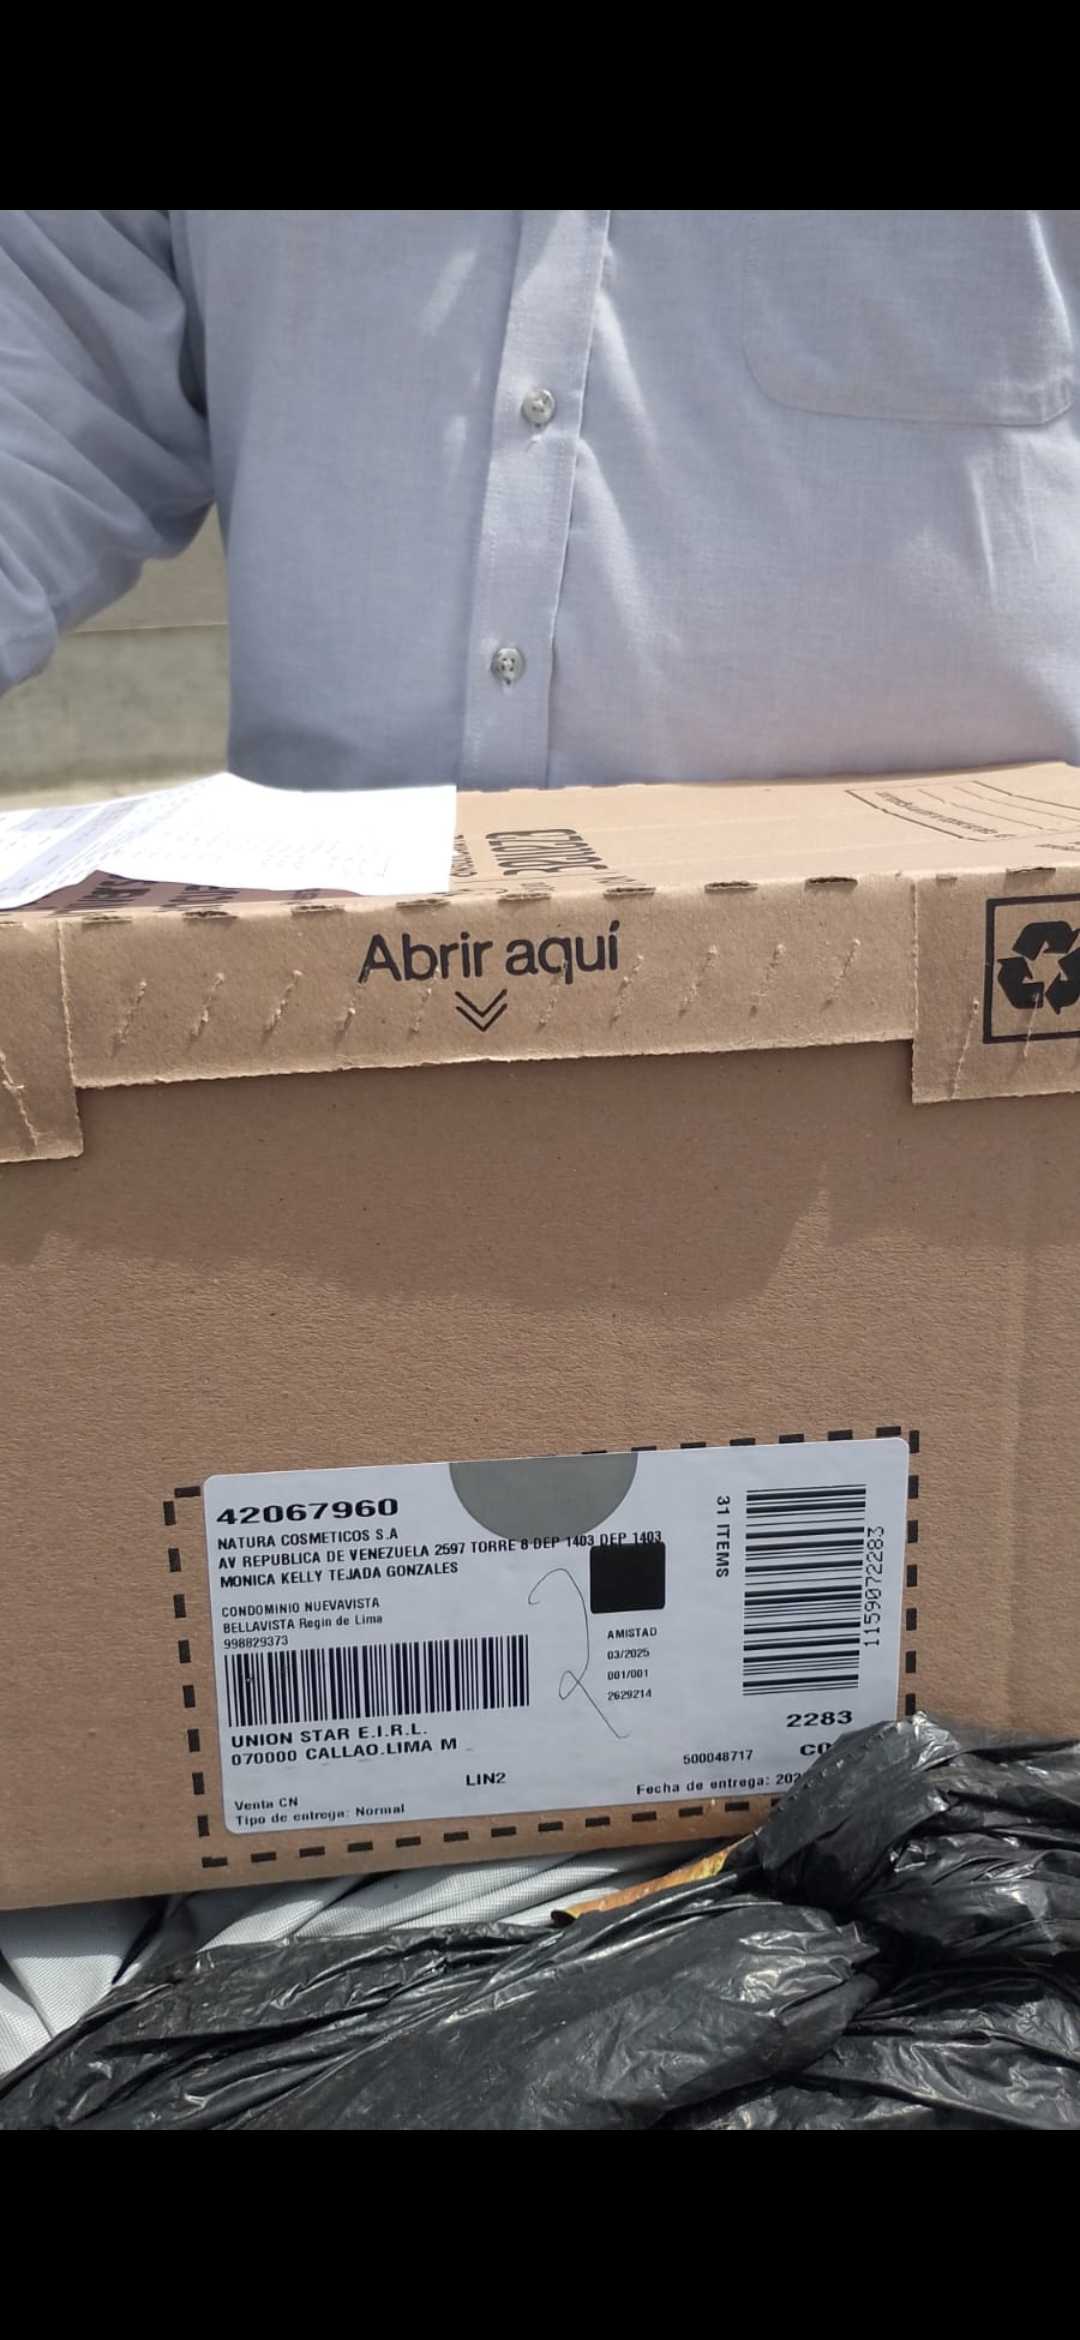 Abrir aquí
42067960
NATURA COSMETICOS S.A
AV REPUBLICA DE VENEZUELA 2597 TORRE 8 DEP 1403 DEP 1403
MONICA KELLY TEJADA GONZALES
CONDOMINIO NUEVAVISTA
BELLAVISTA Regin de Lima
998829373
AMISTAD
03/2025
001/001
2629214
31 ITEMS
1159072283
UNION STAR E.I.R.L.
070000 CALLAO.LIMA M
LIN2
2283
500048717
Venta CN
Tipo de entrega: Normal
Fecha de entrega: